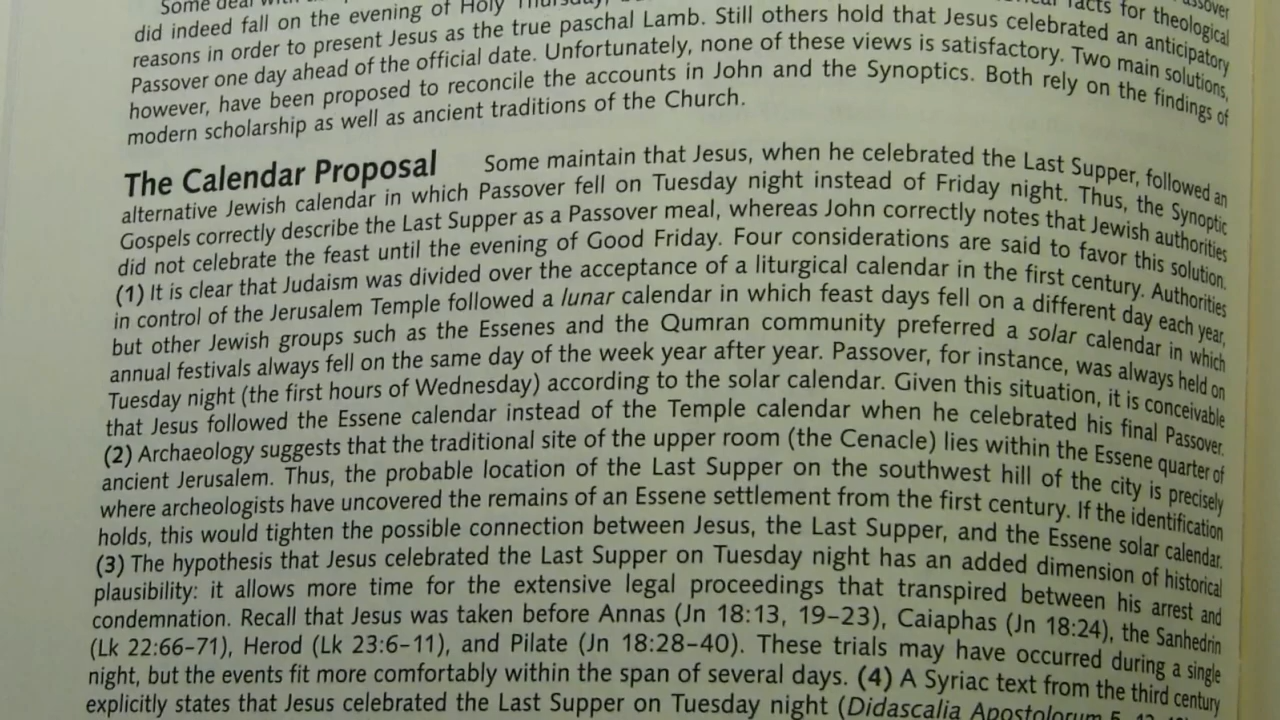 Some deal with
did indeed fall on the evening of Holy Thursday, facts for theological
reasons in order to present Jesus as the true paschal Lamb. Still others hold that Jesus celebrated an anticipatory
Passover one day ahead of the official date. Unfortunately, none of these views is satisfactory. Two main solutions,
however, have been proposed to reconcile the accounts in John and the Synoptics. Both rely on the findings of
modern scholarship as well as ancient traditions of the Church.
The Calendar Proposal Some maintain that Jesus, when he celebrated the Last Supper, followed an
alternative Jewish calendar in which Passover fell on Tuesday night instead of Friday night. Thus, the Synoptic
Gospels correctly describe the Last Supper as a Passover meal, whereas John correctly notes that Jewish authorities
did not celebrate the feast until the evening of Good Friday. Four considerations are said to favor this solution.
(1) It is clear that Judaism was divided over the acceptance of a liturgical calendar in the first century. Authorities
in control of the Jerusalem Temple followed a lunar calendar in which feast days fell on a different day each year,
but other Jewish groups such as the Essenes and the Qumran community preferred a solar calendar in which
annual festivals always fell on the same day of the week year after year. Passover, for instance, was always held on
Tuesday night (the first hours of Wednesday) according to the solar calendar. Given this situation, it is conceivable
that Jesus followed the Essene calendar instead of the Temple calendar when he celebrated his final Passover.
(2) Archaeology suggests that the traditional site of the upper room (the Cenacle) lies within the Essene quarter of
ancient Jerusalem. Thus, the probable location of the Last Supper on the southwest hill of the city is precisely
where archeologists have uncovered the remains of an Essene settlement from the first century. If the identification
holds, this would tighten the possible connection between Jesus, the Last Supper, and the Essene solar calendar.
(3) The hypothesis that Jesus celebrated the Last Supper on Tuesday night has an added dimension of historical
plausibility: it allows more time for the extensive legal proceedings that transpired between his arrest and
condemnation. Recall that Jesus was taken before Annas (Jn 18:13, 19–23), Caiaphas (Jn 18:24), the Sanhedrin
(Lk 22:66–71), Herod (Lk 23:6–11), and Pilate (Jn 18:28–40). These trials may have occurred during a single
night, but the events fit more comfortably within the span of several days. (4) A Syriac text from the third century
explicitly states that Jesus celebrated the Last Supper on Tuesday night (Didascalia Apostolorum 5,